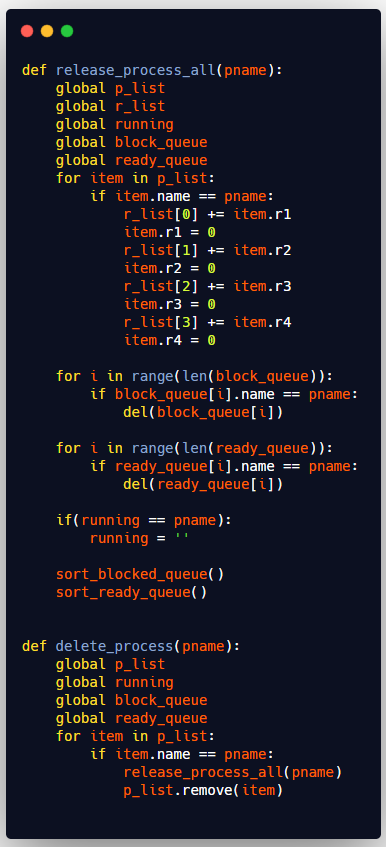 def release_process_all(pname):
    global p_list
    global r_list
    global running
    global block_queue
    global ready_queue
    for item in p_list:
        if item.name == pname:
            r_list[0] += item.r1
            item.r1 = 0
            r_list[1] += item.r2
            item.r2 = 0
            r_list[2] += item.r3
            item.r3 = 0
            r_list[3] += item.r4
            item.r4 = 0

    for i in range(len(block_queue)):
        if block_queue[i].name == pname:
            del(block_queue[i])

    for i in range(len(ready_queue)):
        if ready_queue[i].name == pname:
            del(ready_queue[i])

    if(running == pname):
        running = ''

    sort_blocked_queue()
    sort_ready_queue()


def delete_process(pname):
    global p_list
    global running
    global block_queue
    global ready_queue
    for item in p_list:
        if item.name == pname:
            release_process_all(pname)
            p_list.remove(item)